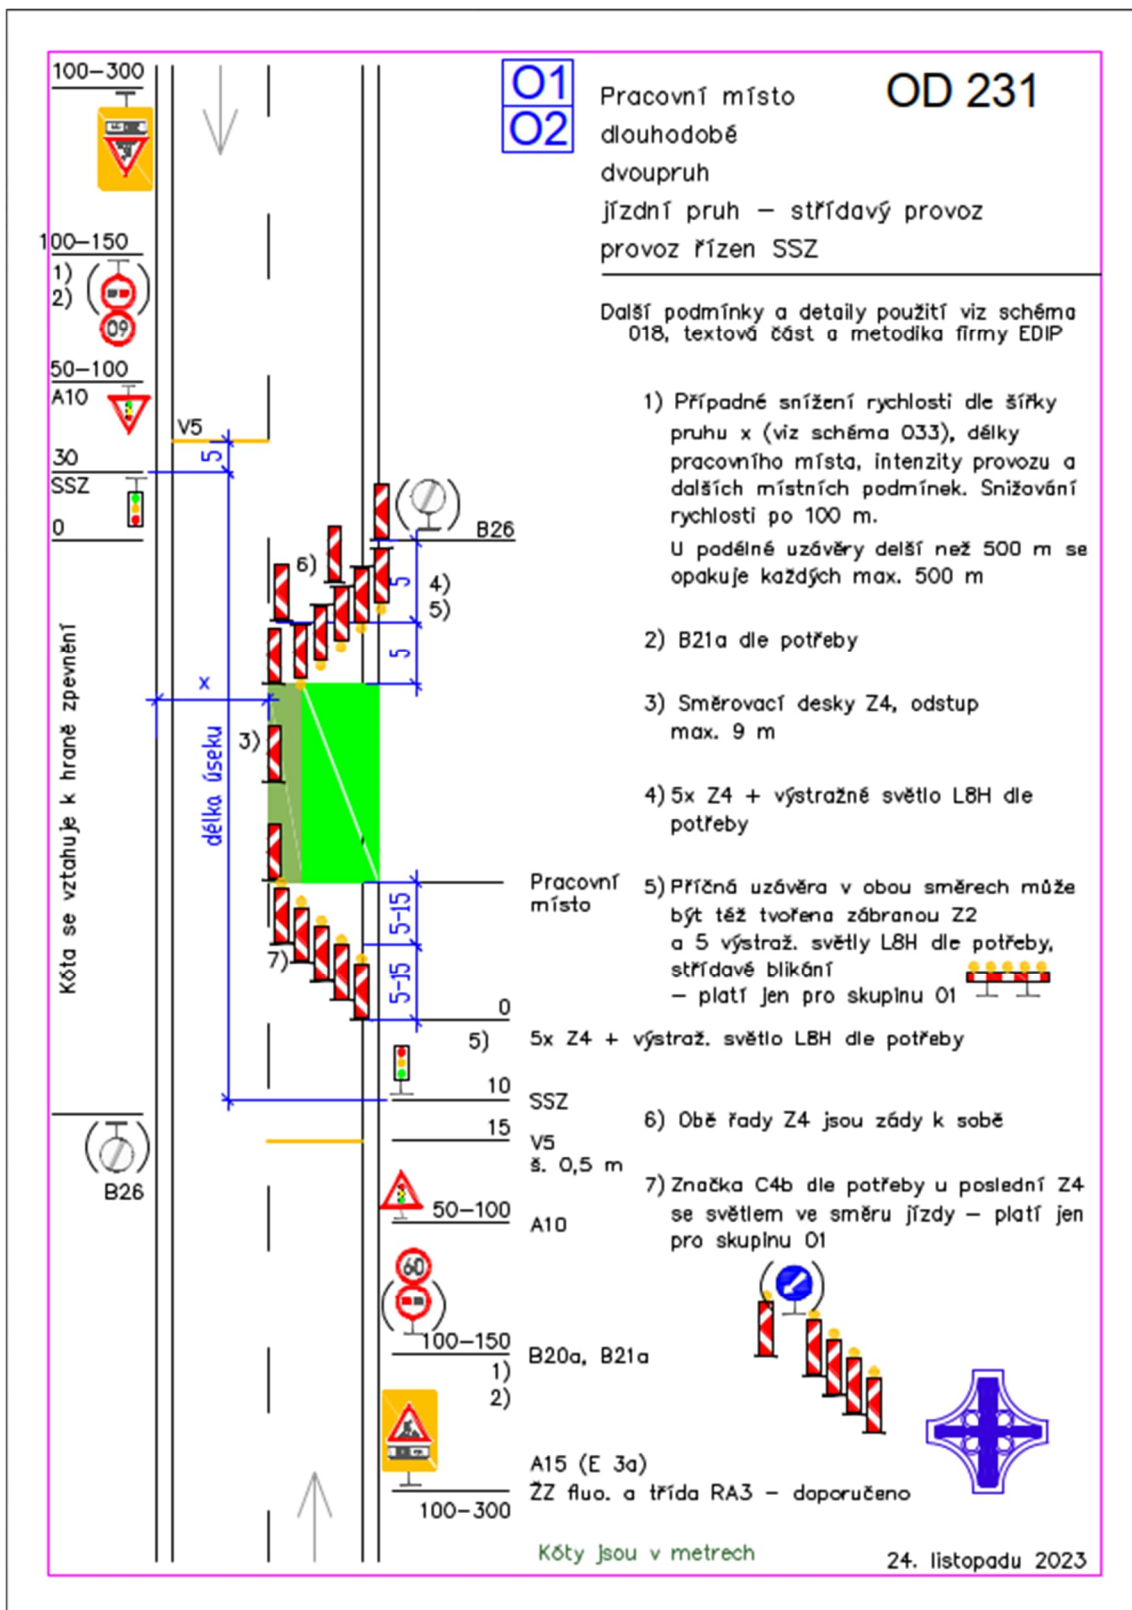 100-300
O1
O2
Pracovní místo
OD 231
dlouhodobé
dvoupruh
jízdní pruh – střídavý provoz
provoz řízen SSZ
100-150
1)
2)
60
50-100
A10
V5
5
30
SSZ
0
B26
Další podmínky a detaily použití viz schéma
018, textová část a metodika firmy EDIP
1) Případné snížení rychlosti dle šířky
pruhu x (viz schéma 033), délky
pracovního místa, intenzity provozu a
dalších místních podmínek. Snižování
rychlosti po 100 m.
U podélné uzávěry delší než 500 m se
opakuje každých max. 500 m
6)
5
4)
5)
5
2) B21a dle potřeby
x
3)
3) Směrovací desky Z4, odstup
max. 9 m
délka úseku
Kóta se vztahuje k hraně zpevnění
4) 5x Z4 + výstražné světlo L8H dle
potřeby
Pracovní
místo
5-15
5-15
7)
0
5) Příčná uzávěra v obou směrech může
být též tvořena zábranou Z2
a 5 výstraž. světly L8H dle potřeby,
střídavé blikání
– platí jen pro skupinu O1
5)
5x Z4 + výstraž. světlo L8H dle potřeby
10
SSZ
15
V5
š. 0,5 m
B26
6) Obě řady Z4 jsou zády k sobě
50-100
A10
7) Značka C4b dle potřeby u poslední Z4
se světlem ve směru jízdy – platí jen
pro skupinu O1
60
100-150
B20a, B21a
1)
2)
A15 (E 3a)
ŽZ fluo. a třída RA3 – doporučeno
100-300
Kóty jsou v metrech
24. listopadu 2023